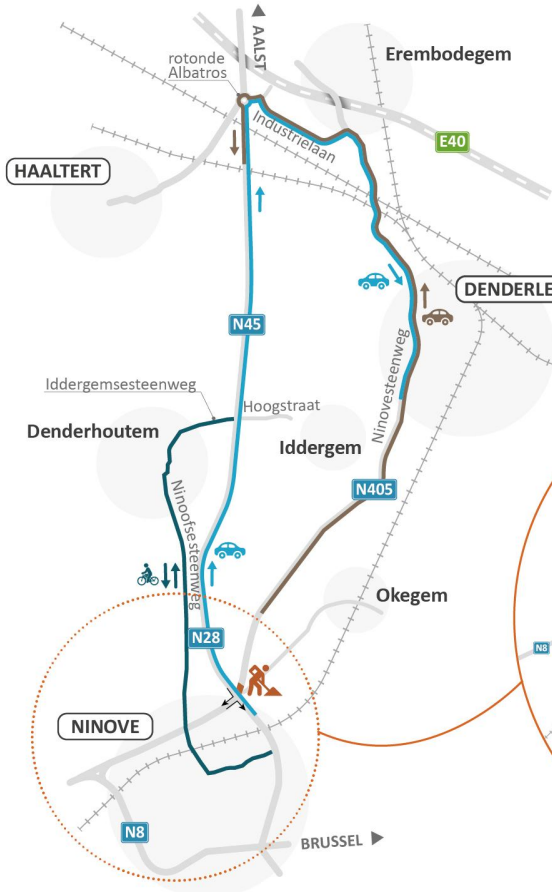 AALST
rotonde
Albatros
Erembodegem
Industrielaan
E40
HAALTERT
DENDERLE
N45
Iddergemsesteenweg
Hoogstraat
Ninovesteenweg
Denderhoutem
Iddergem
N405
Ninoofsesteenweg
Okegem
N28
N8
NINOVE
N8
BRUSSEL